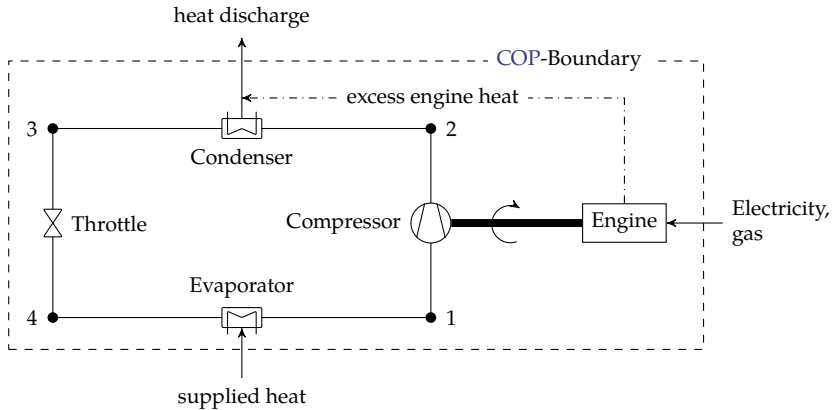 heat discharge
COP-Boundary
excess engine heat
3
2
Condenser
Throttle
Compressor
Engine
Electricity,
gas
Evaporator
4
1
supplied heat